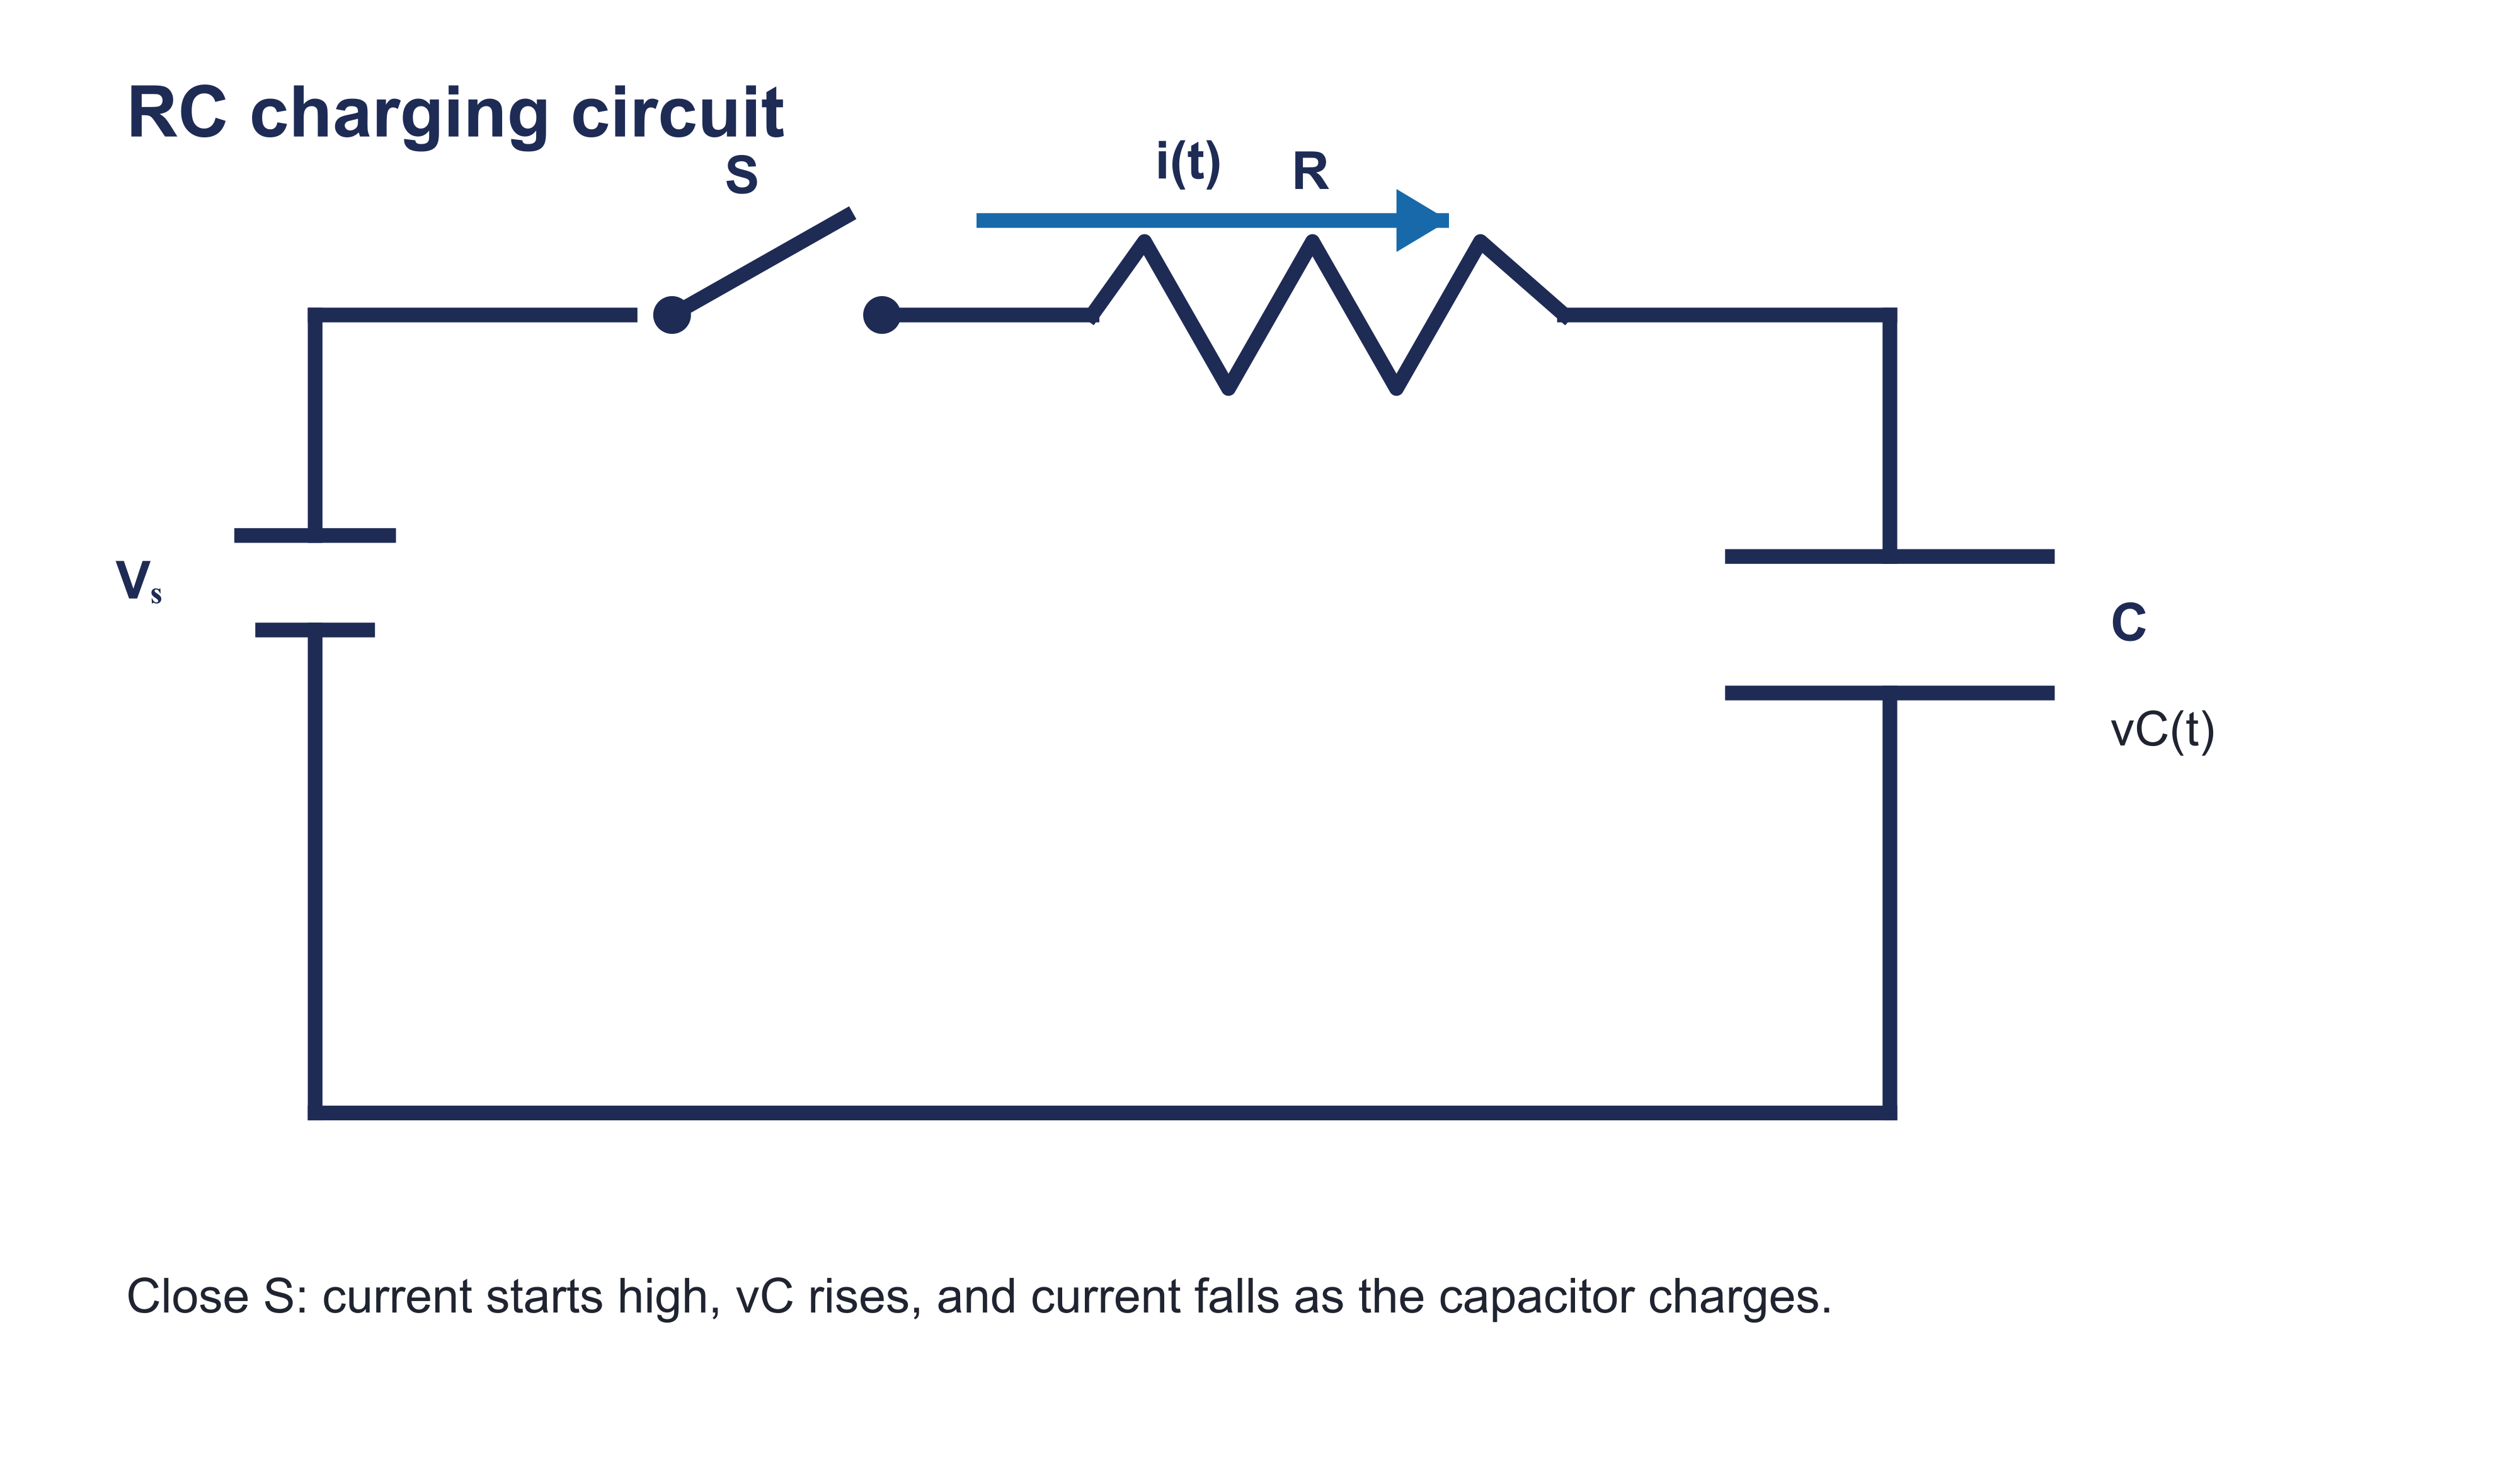 RC charging circuit
S
i(t)
R
Vₛ
C
vC(t)
Close S: current starts high, vC rises, and current falls as the capacitor charges.